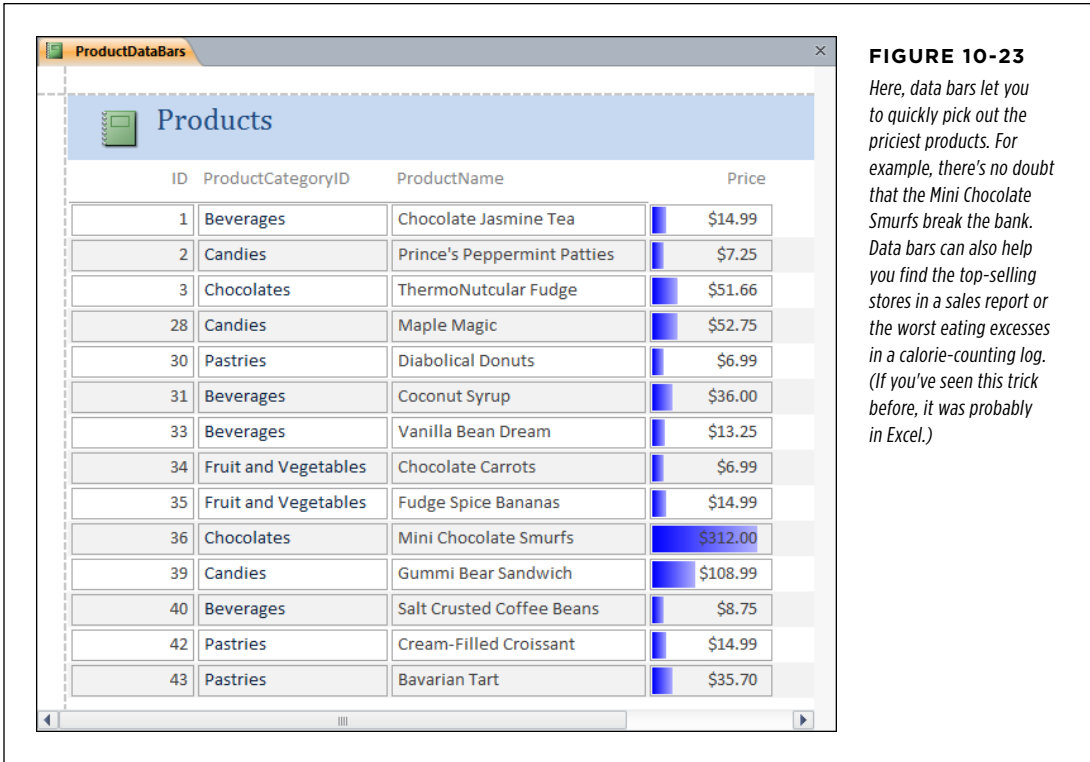 ProductDataBars
Products
ID ProductCategoryID ProductName Price
1 Beverages Chocolate Jasmine Tea $14.99
2 Candies Prince's Peppermint Patties $7.25
3 Chocolates ThermoNutcular Fudge $51.66
28 Candies Maple Magic $52.75
30 Pastries Diabolical Donuts $6.99
31 Beverages Coconut Syrup $36.00
33 Beverages Vanilla Bean Dream $13.25
34 Fruit and Vegetables Chocolate Carrots $6.99
35 Fruit and Vegetables Fudge Spice Bananas $14.99
36 Chocolates Mini Chocolate Smurfs $312.00
39 Candies Gummi Bear Sandwich $108.99
40 Beverages Salt Crusted Coffee Beans $8.75
42 Pastries Cream-Filled Croissant $14.99
43 Pastries Bavarian Tart $35.70
FIGURE 10-23
Here, data bars let you
to quickly pick out the
priciest products. For
example, there's no doubt
that the Mini Chocolate
Smurfs break the bank.
Data bars can also help
you find the top-selling
stores in a sales report or
the worst eating excesses
in a calorie-counting log.
(If you've seen this trick
before, it was probably
in Excel.)